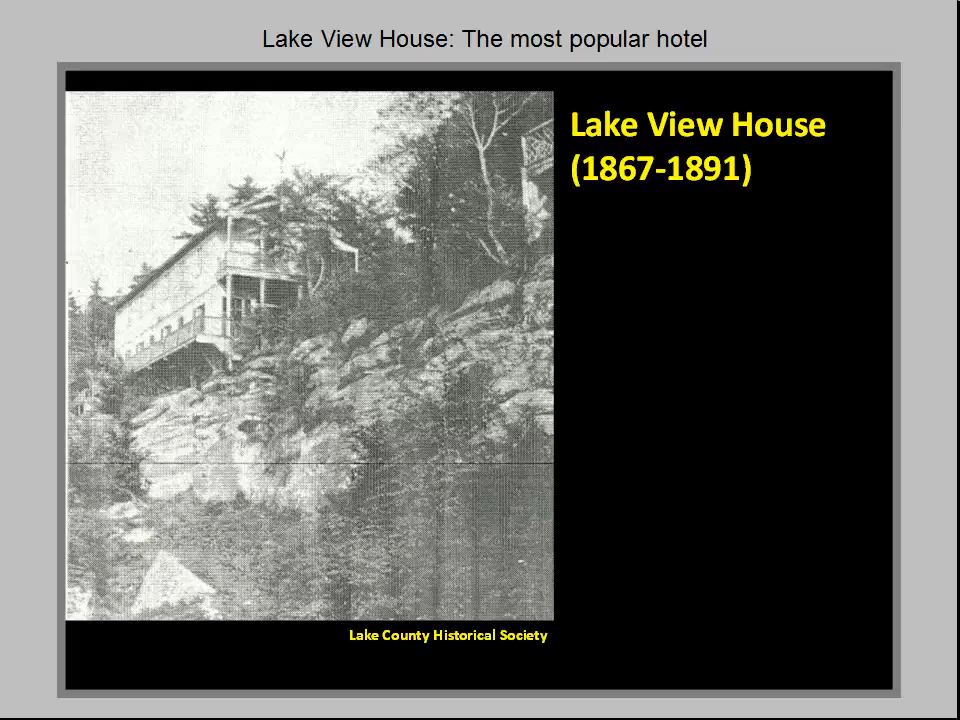 Lake View House: The most popular hotel
Lake View House
(1867-1891)
Lake County Historical Society